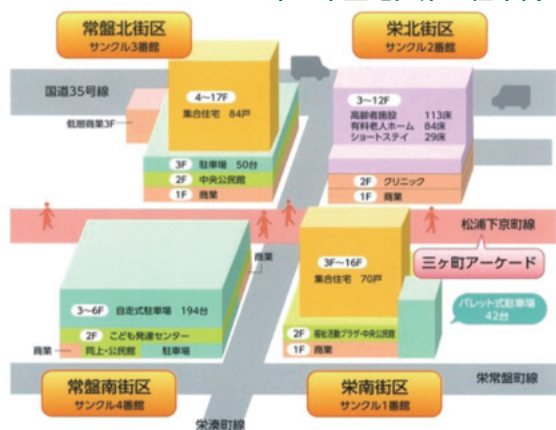 常盤北街区
サンクル3番館
栄北街区
サンクル2番館
国道35号線
4〜17F
集合住宅 84戸
低層商業3F
3F 駐車場 50台
2F 中央公民館
1F 商業
3〜12F
高齢者施設 113床
有料老人ホーム 84床
ショートステイ 29床
2F クリニック
1F 商業
松浦下京町線
三ヶ町アーケード
商業
3〜6F 自走式駐車場 194台
2F こども発達センター
商業 同上・公民館 駐車場
3F〜16F
集合住宅 70戸
2F 福祉活動プラザ・中央公民館
1F 商業
パレット式駐車場
42台
常盤南街区
サンクル4番館
栄南街区
サンクル1番館
栄常盤町線
栄湊町線